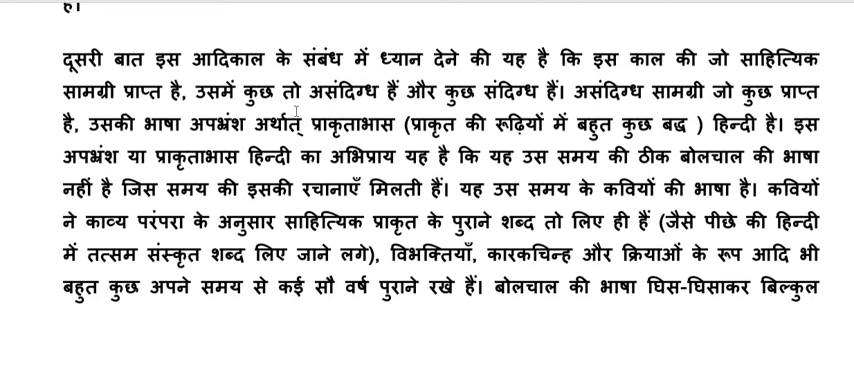 है।
दूसरी बात इस आदिकाल के संबंध में ध्यान देने की यह है कि इस काल की जो साहित्यिक
सामग्री प्राप्त है, उसमें कुछ तो असंदिग्ध हैं और कुछ संदिग्ध हैं। असंदिग्ध सामग्री जो कुछ प्राप्त
है, उसकी भाषा अपभ्रंश अर्थात् प्राकृताभास (प्राकृत की रूढ़ियों में बहुत कुछ बद्ध ) हिन्दी है। इस
अपभ्रंश या प्राकृताभास हिन्दी का अभिप्राय यह है कि यह उस समय की ठीक बोलचाल की भाषा
नहीं है जिस समय की इसकी रचानाएँ मिलती हैं। यह उस समय के कवियों की भाषा है। कवियों
ने काव्य परंपरा के अनुसार साहित्यिक प्राकृत के पुराने शब्द तो लिए ही हैं (जैसे पीछे की हिन्दी
में तत्सम संस्कृत शब्द लिए जाने लगे), विभक्तियाँ, कारकचिन्ह और क्रियाओं के रूप आदि भी
बहुत कुछ अपने समय से कई सौ वर्ष पुराने रखे हैं। बोलचाल की भाषा घिस-घिसाकर बिल्कुल